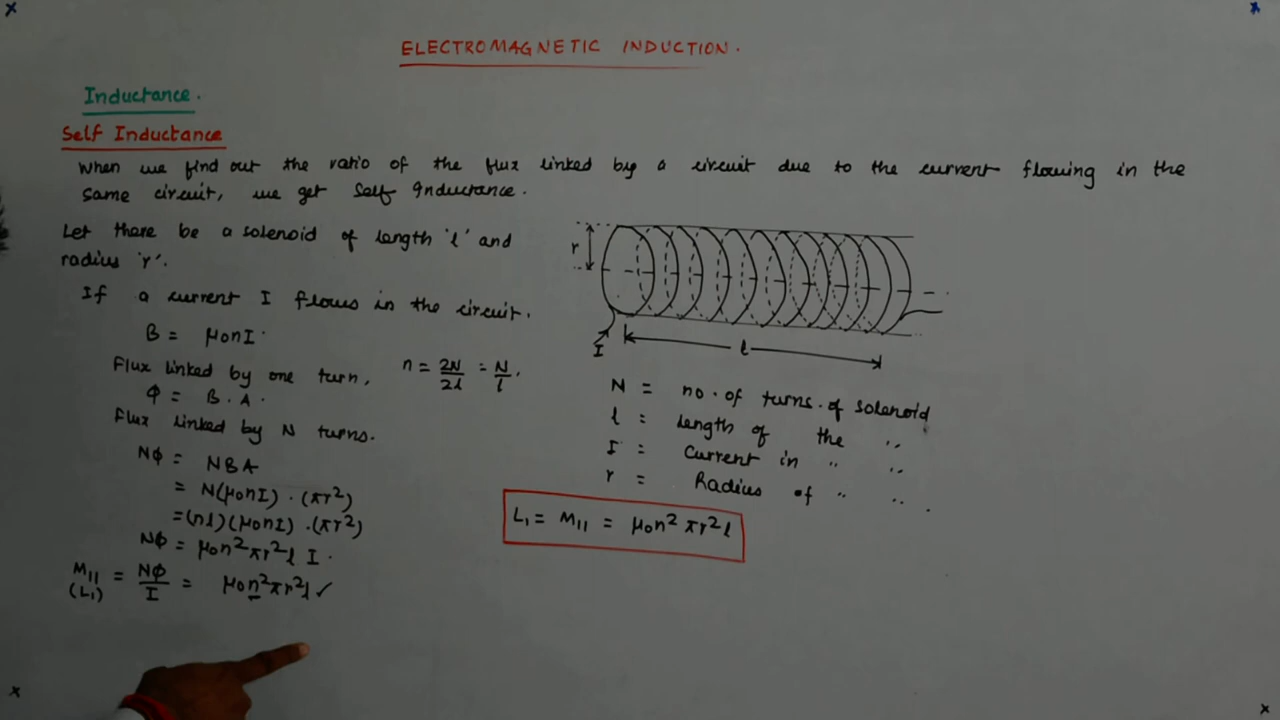 ELECTROMAGNETIC INDUCTION.
Inductance.
Self Inductance
When we find out the ratio of the flux linked by a circuit due to the current flowing in the
same circuit, we get Self Inductance.
Let there be a solenoid of length 'l' and
radius 'r'.
If a current I flows in the circuit.
B = μ₀nI.
Flux linked by one turn,
n = 2N/2l = N/l.
Φ = B.A.
Flux linked by N turns.
NΦ = NBA
= N(μ₀nI).(πr²)
=(nl)(μ₀nI).(πr²)
NΦ = μ₀n²πr²l I.
M₁₁ (L₁) = NΦ/I = μ₀n²πr²l ✓
r
I
l
N = no. of turns. of solenoid
l = length of the "
I = Current in " "
r = Radius of " "
L₁ = M₁₁ = μ₀n²πr²l